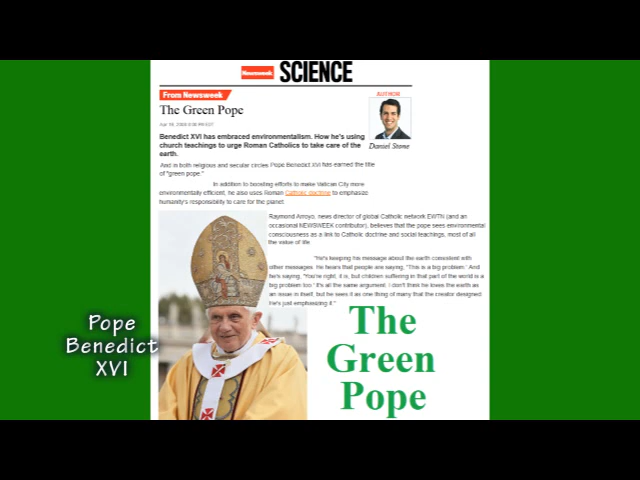 Newsweek SCIENCE
From Newsweek
The Green Pope
AUTHOR
Daniel Stone
Benedict XVI has embraced environmentalism. How he's using
church teachings to urge Roman Catholics to take care of the
earth.
And in both religious and secular circles Pope Benedict XVI has earned the title
of "green pope."
In addition to boosting efforts to make Vatican City more
environmentally efficient, he also uses Roman Catholic doctrine to emphasize
humanity's responsibility to care for the planet
Raymond Arroyo, news director of global Catholic network EWTN (and an
occasional NEWSWEEK contributor), believes that the pope sees environmental
consciousness as a link to Catholic doctrine and social teachings, most of all
the value of life.
"He's keeping his message about the earth consistent with
other messages. He hears that people are saying, 'This is a big problem.' And
he's saying, 'You're right, it is, but children suffering in that part of the world is a
big problem too.' It's all the same argument. I don't think he loves the earth as
an issue in itself, but he sees it as one thing of many that the creator designed.
He's just emphasizing it."
The
Green
Pope
Pope
Benedict
XVI